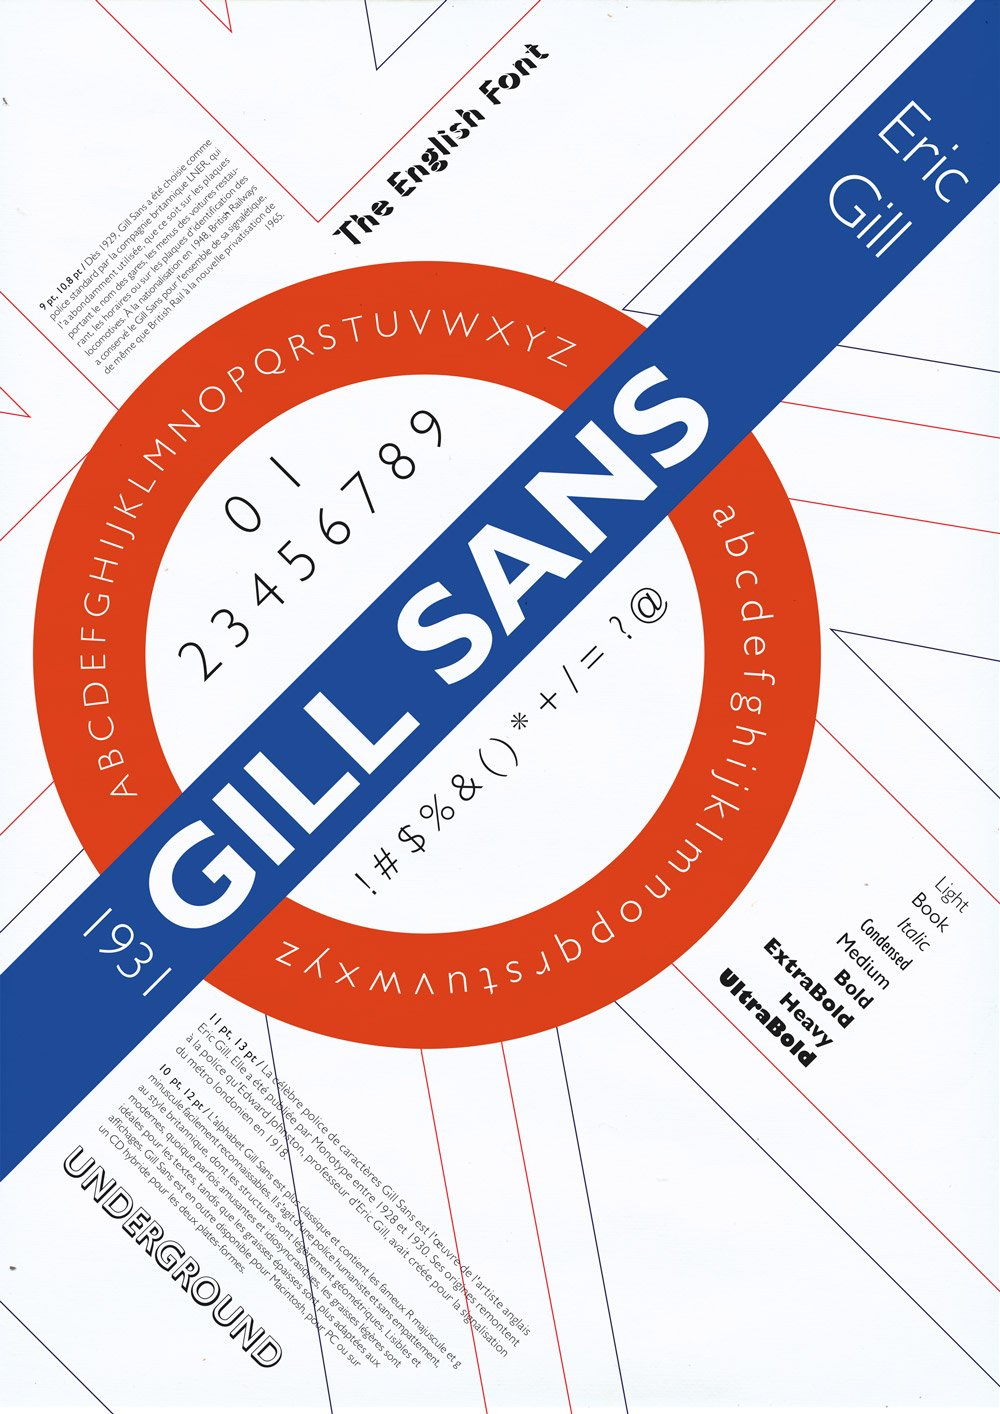 The English Font
Eric
Gill
9 pt, 10.8 pt / Dès 1929, Gill Sans a été choisie comme
police standard par la compagnie britannique LNER, qui
l'a abondamment utilisée, que ce soit sur les plaques
portant le nom des gares, les menus des voitures restau-
rant, les horaires ou sur les plaques d'identification des
locomotives. À la nationalisation en 1948, British Railways
a conservé le Gill Sans pour l'ensemble de sa signalétique,
de même que British Rail à la nouvelle privatisation de
1965.
ABCDEFGHIJKLMNOPQRSTUVWXYZ
0 1
2 3 4 5 6 7 8 9
1931
GILL SANS
! # $ % & ( ) * + / = ? @
a b c d e f g h i j k l m n o p q r s t u v w x y z
Light
Book
Italic
Condensed
Medium
Bold
ExtraBold
Heavy
UltraBold
11 pt, 13 pt / La célèbre police de caractères Gill Sans est l'œuvre de l'artiste anglais
Eric Gill. Elle a été publiée par Monotype entre 1928 et 1930. Ses origines remontent
à la police qu'Edward Johnston, professeur d'Eric Gill, avait créée pour la signalisation
du métro londonien en 1918.
10 pt, 12 pt / L'alphabet Gill Sans est plus classique et contient les fameux R majuscule et g
minuscule facilement reconnaissables. Il s'agit d'une police humaniste et sans empattement,
au style britannique, dont les structures sont légèrement géométriques. Lisibles et
modernes, quoique parfois amusantes et idiosyncrasiques, les graisses légères sont
idéales pour les textes, tandis que les graisses épaisses sont plus adaptées aux
affichages. Gill Sans est en outre disponible pour Macintosh, pour PC ou sur
un CD hybride pour les deux plates-formes.
UNDERGROUND